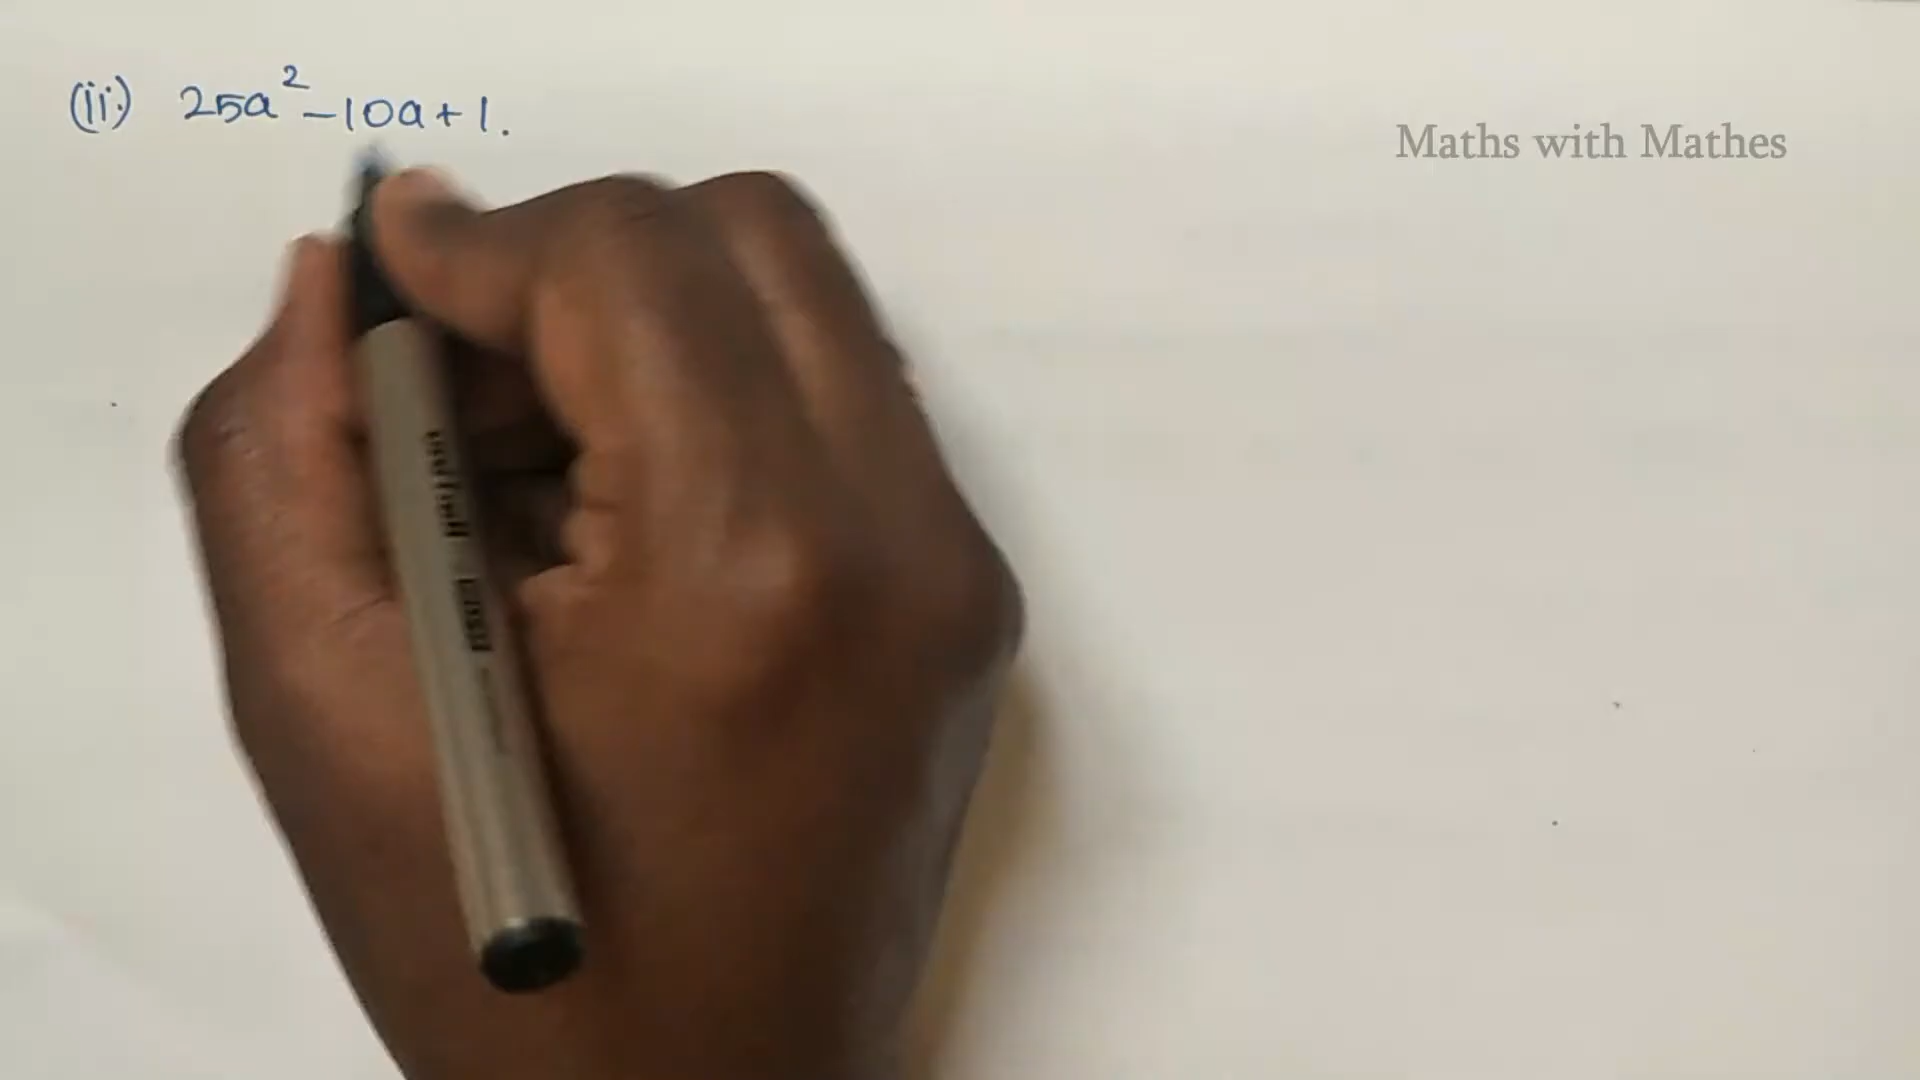 (ii) 25a² - 10a + 1.
Maths with Mathes